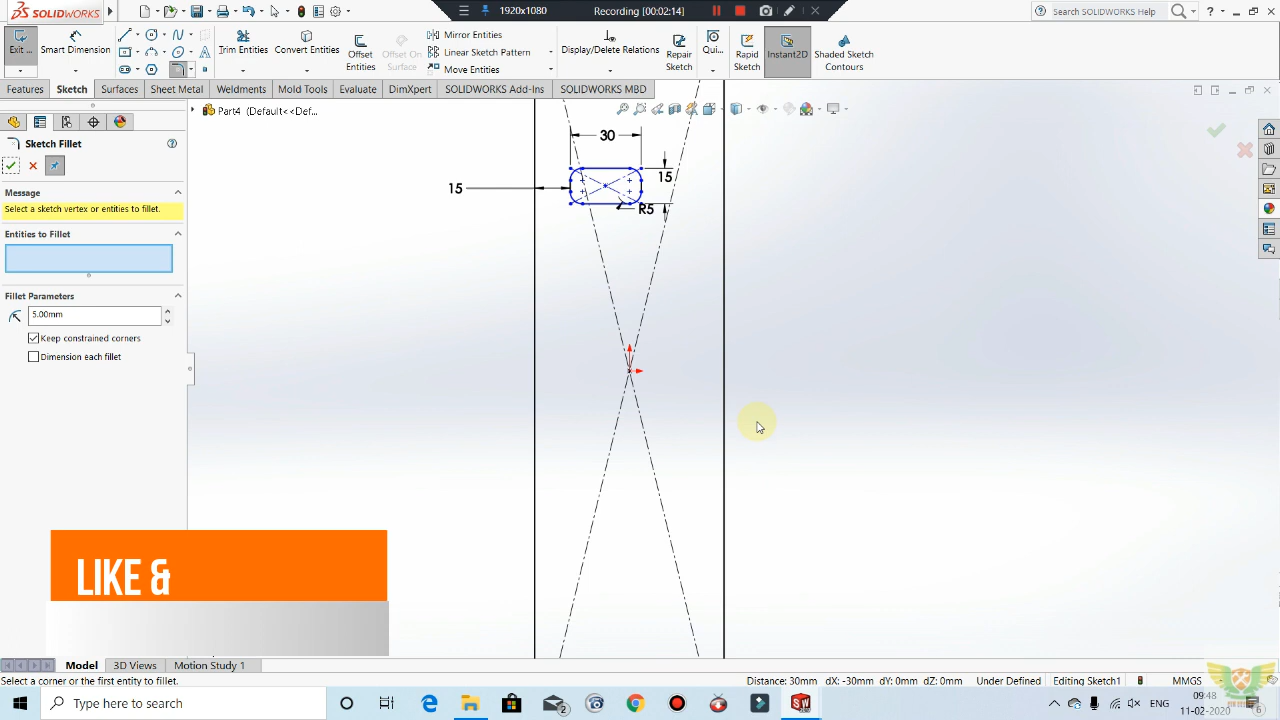 SOLIDWORKS
1920x1080
Recording [00:02:14]
Search SOLIDWORKS Help
Exit ...
Smart Dimension
Trim Entities
Convert Entities
Offset Entities
Offset On Surface
Mirror Entities
Linear Sketch Pattern
Move Entities
Display/Delete Relations
Repair Sketch
Qui...
Rapid Sketch
Instant2D
Shaded Sketch Contours
Features
Sketch
Surfaces
Sheet Metal
Weldments
Mold Tools
Evaluate
DimXpert
SOLIDWORKS Add-Ins
SOLIDWORKS MBD
Part4 (Default<<Def...
Sketch Fillet
Message
Select a sketch vertex or entities to fillet.
Entities to Fillet
Fillet Parameters
5.00mm
Keep constrained corners
Dimension each fillet
30
15
15
R5
LIKE &
Model
3D Views
Motion Study 1
Select a corner or the first entity to fillet.
Distance: 30mm dX: -30mm dY: 0mm dZ: 0mm
Under Defined
Editing Sketch1
MMGS
Type here to search
2
ENG
09:48
11-02-2020
6